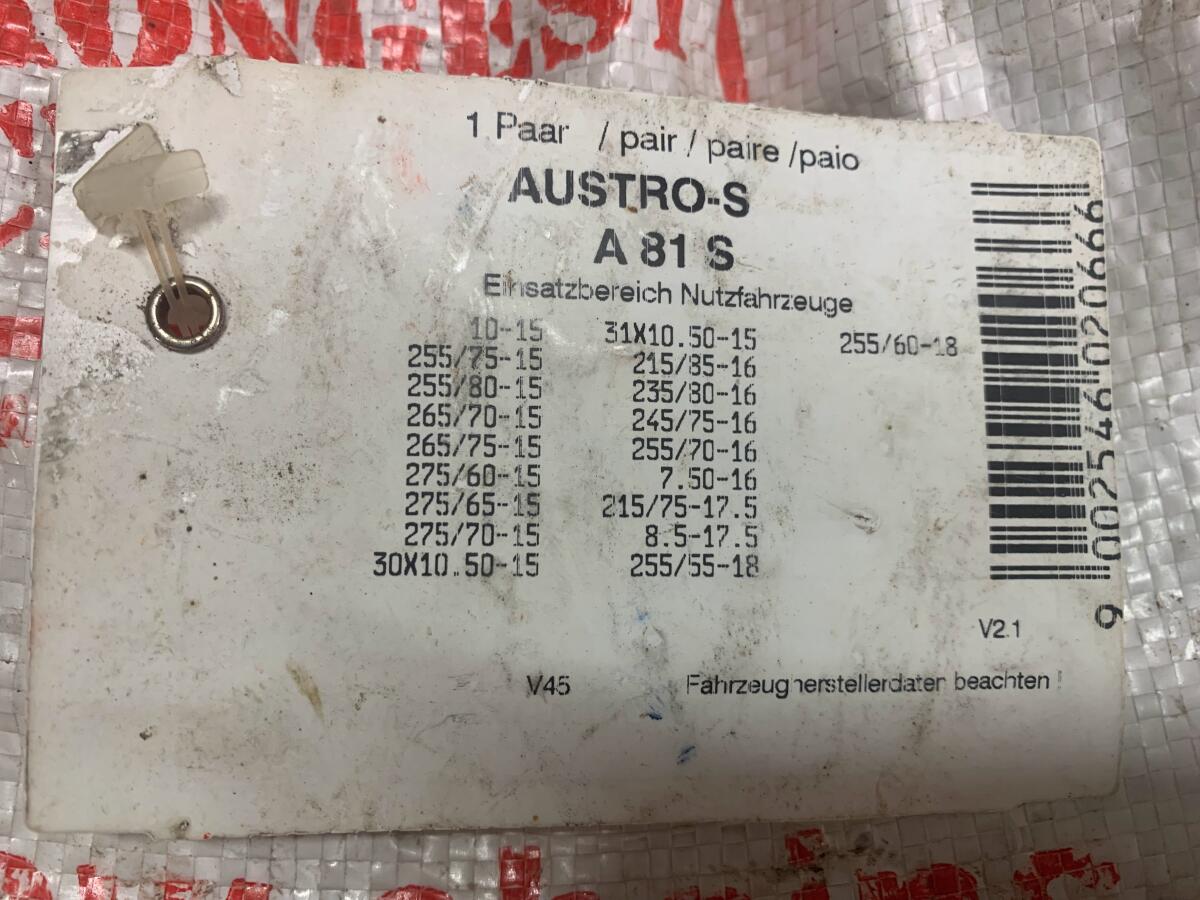 1 Paar / pair / paire /paio
AUSTRO-S
A 81 S
Einsatzbereich Nutzfahrzeuge
10-15
255/75-15
255/80-15
265/70-15
265/75-15
275/60-15
275/65-15
275/70-15
30X10.50-15
31X10.50-15
215/85-16
235/80-16
245/75-16
255/70-16
7.50-16
215/75-17.5
8.5-17.5
255/55-18
255/60-18
9 002546 020666
V2.1
V45
Fahrzeugherstellerdaten beachten !